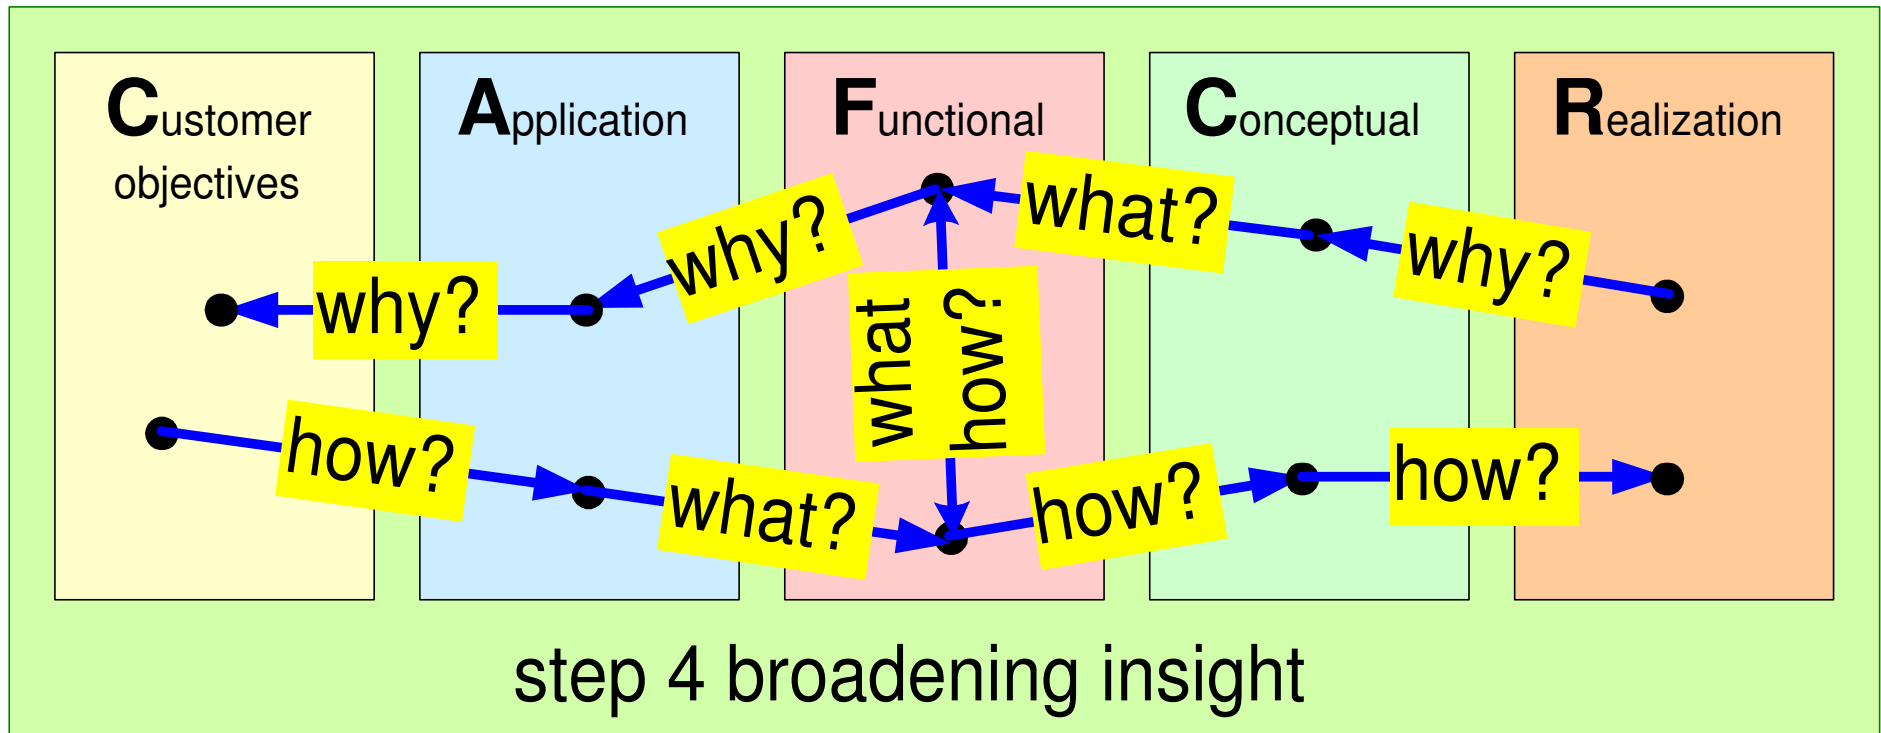 Customer
objectives
Application
Functional
Conceptual
Realization
why?
why?
what?
why?
what
how?
how?
what?
how?
how?
step 4 broadening insight